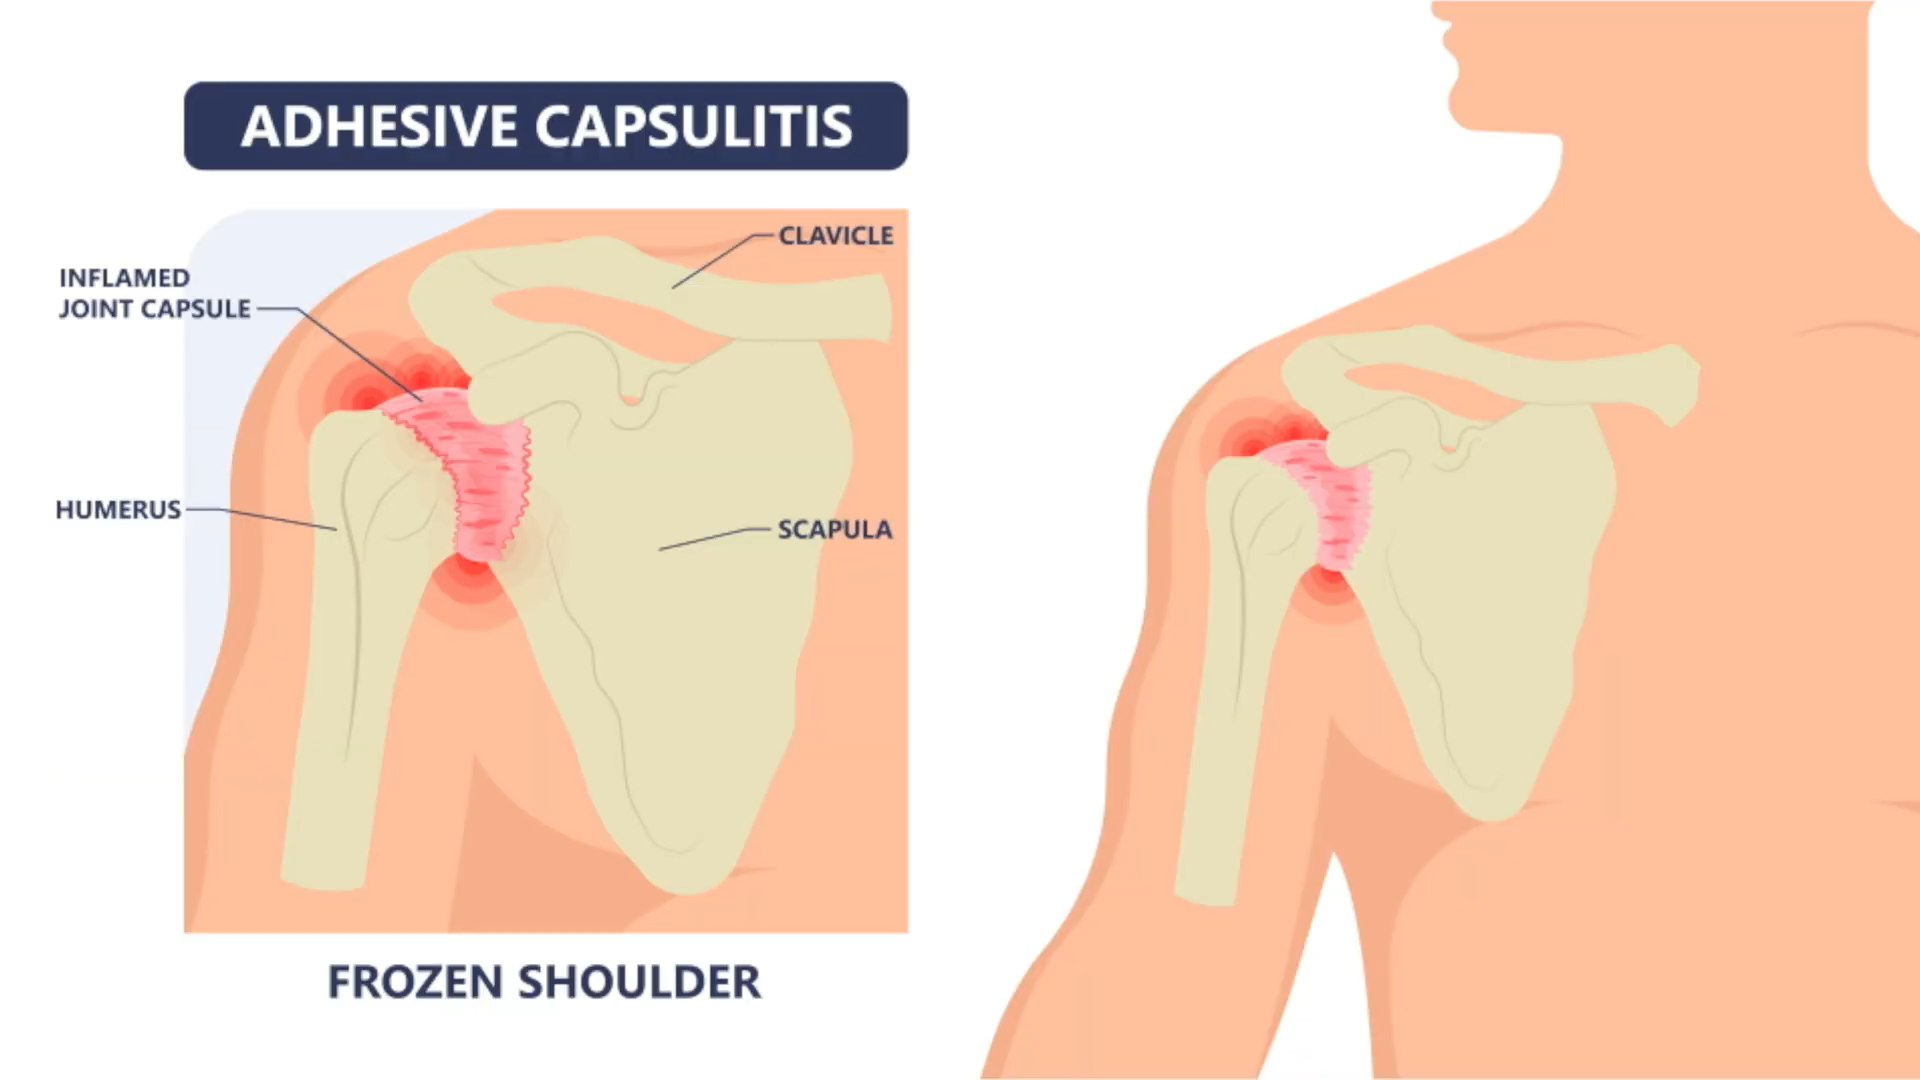 ADHESIVE CAPSULITIS
CLAVICLE
INFLAMED
JOINT CAPSULE
HUMERUS
SCAPULA
FROZEN SHOULDER